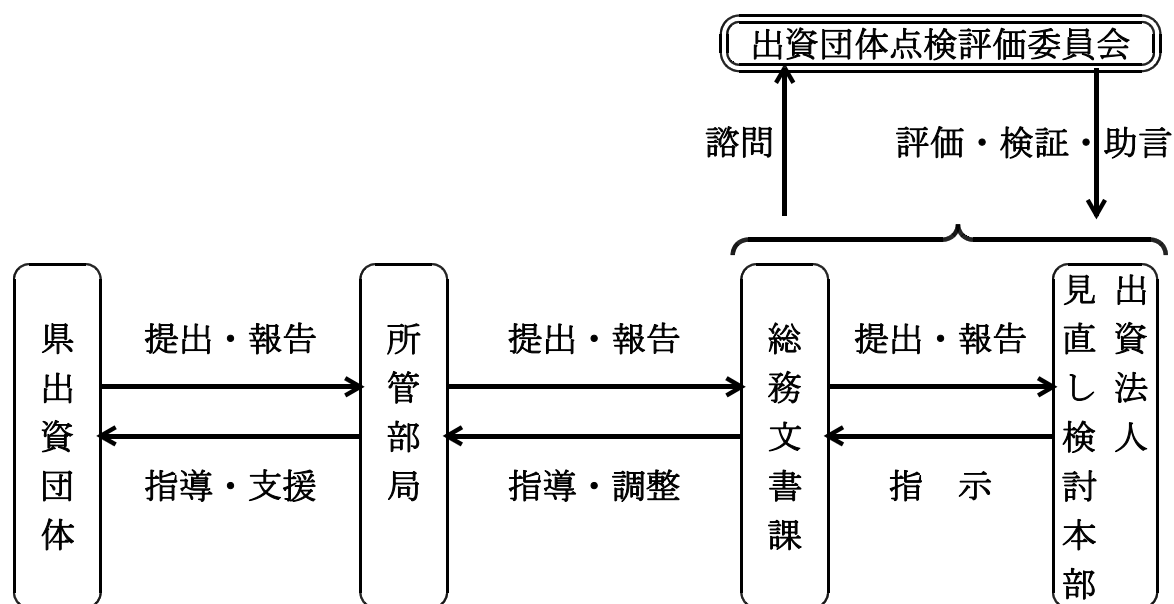 出資団体点検評価委員会
諮問
評価・検証・助言
県出資団体
提出・報告
指導・支援
所管部局
提出・報告
指導・調整
総務文書課
提出・報告
指　示
出資法人
見直し検討本部